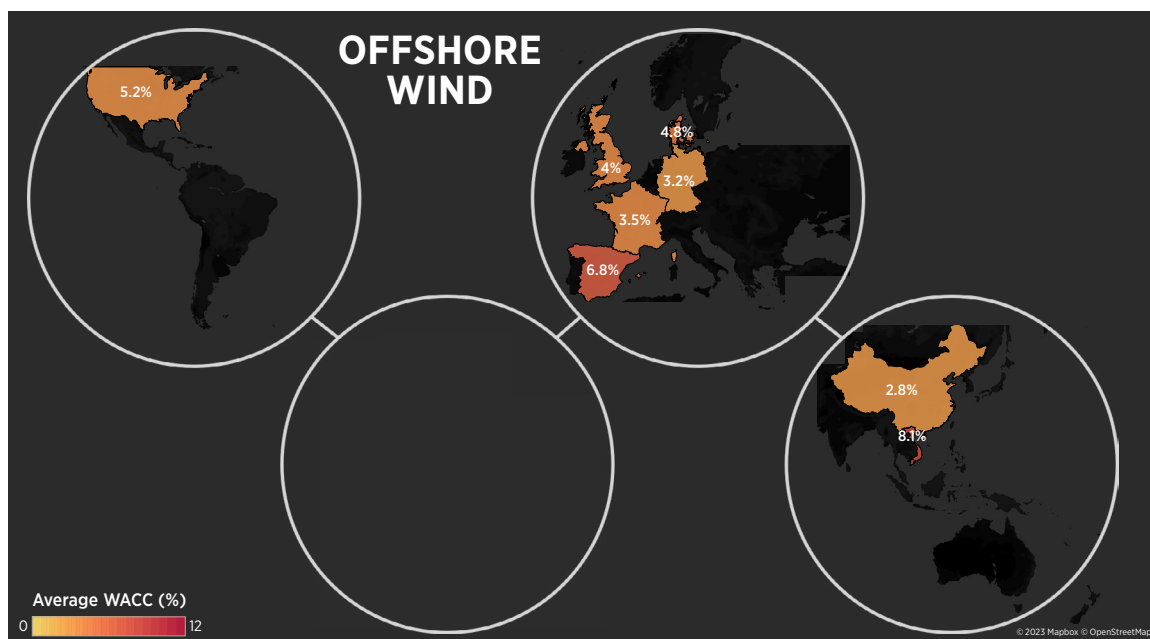 OFFSHORE
WIND
5.2%
4.8%
4%
3.2%
3.5%
6.8%
2.8%
8.1%
Average WACC (%)
0 12
© 2023 Mapbox © OpenStreetMap